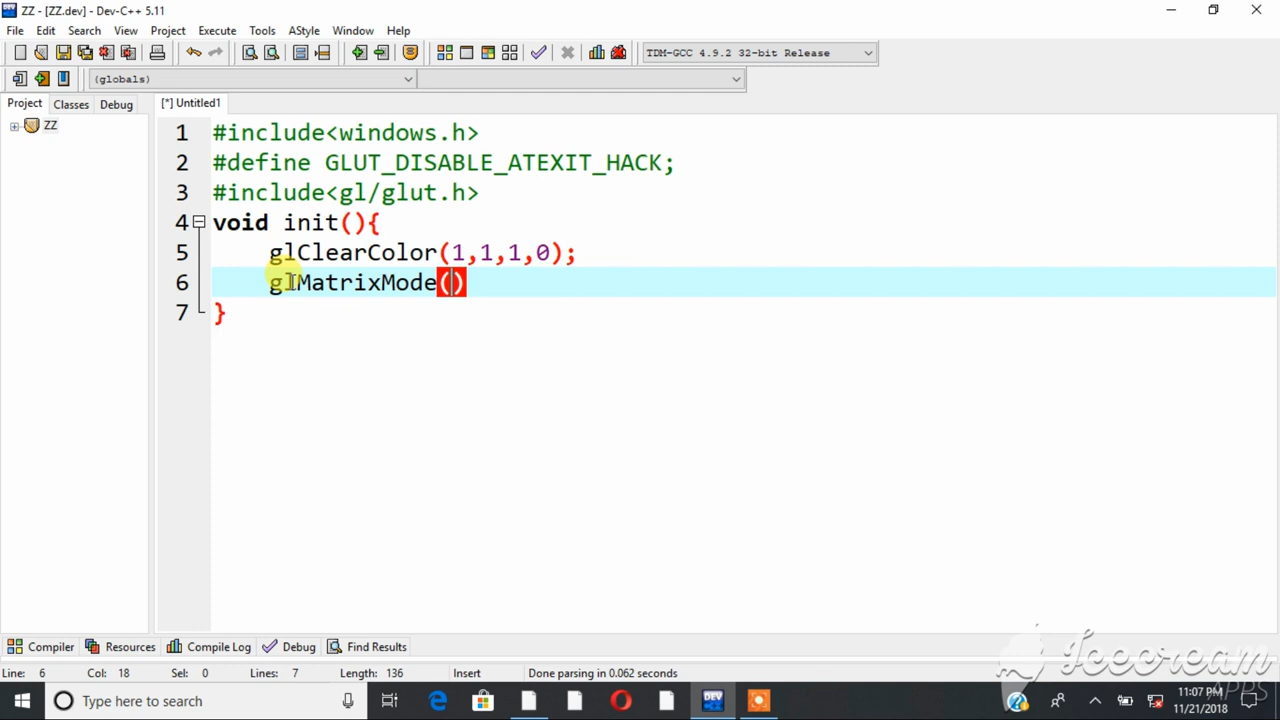 ZZ - [ZZ.dev] - Dev-C++ 5.11
File Edit Search View Project Execute Tools AStyle Window Help
TDM-GCC 4.9.2 32-bit Release
(globals)
Project Classes Debug [*] Untitled1
ZZ
1 #include<windows.h>
2 #define GLUT_DISABLE_ATEXIT_HACK;
3 #include<gl/glut.h>
4 void init(){
5 glClearColor(1,1,1,0);
6 glMatrixMode()
7 }
Compiler Resources Compile Log Debug Find Results
Line: 6 Col: 18 Sel: 0 Lines: 7 Length: 136 Insert Done parsing in 0.062 seconds
Icecream
APPS
Type here to search
DEV
11:07 PM
11/21/2018